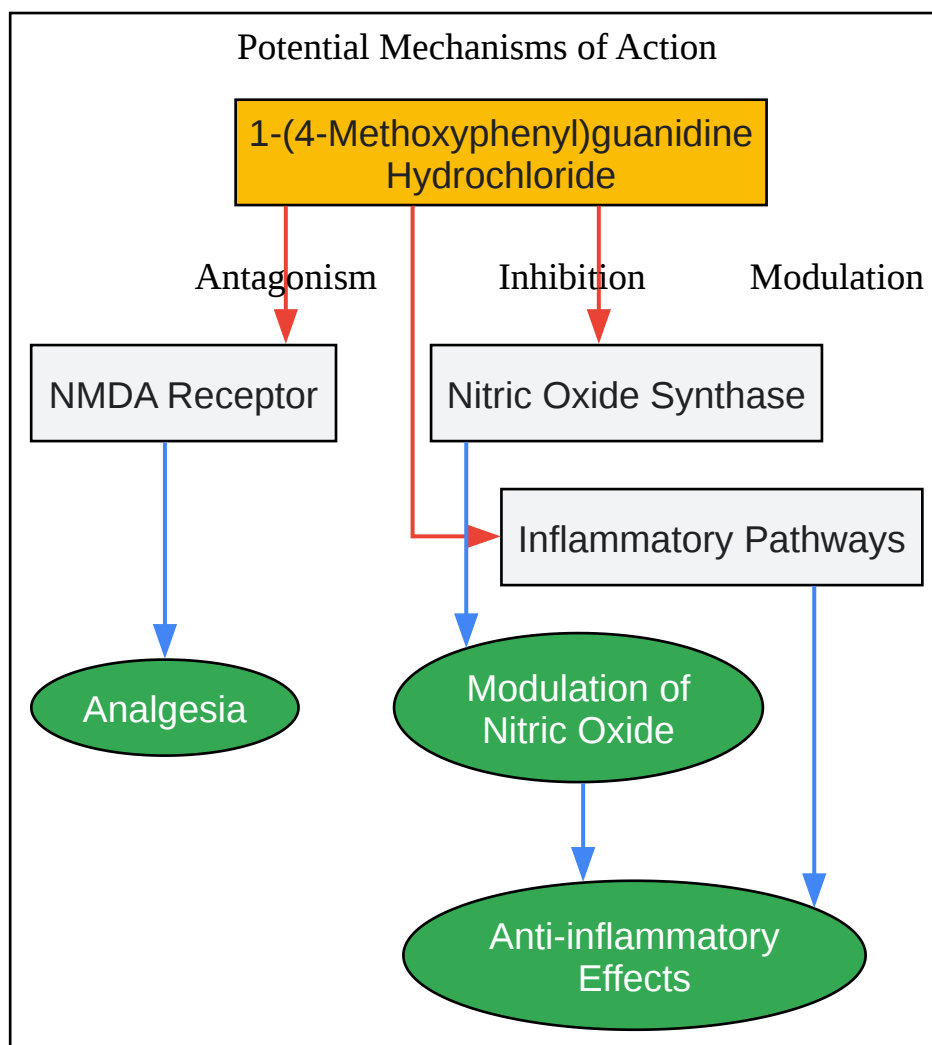 Potential Mechanisms of Action
1-(4-Methoxyphenyl)guanidine
Hydrochloride
Antagonism
Inhibition
Modulation
NMDA Receptor
Nitric Oxide Synthase
Inflammatory Pathways
Analgesia
Modulation of
Nitric Oxide
Anti-inflammatory
Effects